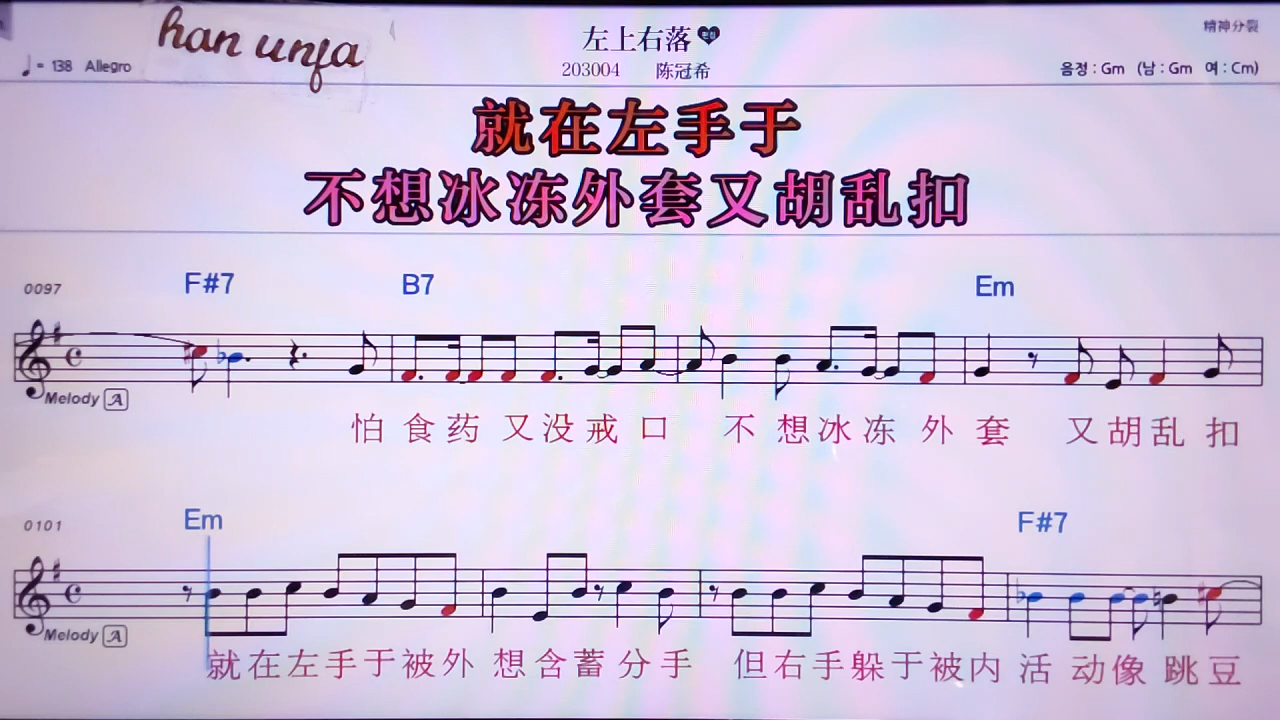 han unfa
左上右落 편집
精神分裂
♩= 138 Allegro
203004 陈冠希
음정 : Gm (남 : Gm 여 : Cm)
就在左手于
不想冰冻外套又胡乱扣
0097 F#7 B7 Em
Melody A
怕食药又没戒口 不想冰冻外套 又胡乱扣
0101 Em F#7
Melody A
就在左手于被外 想含蓄分手 但右手躲于被内 活动像跳豆